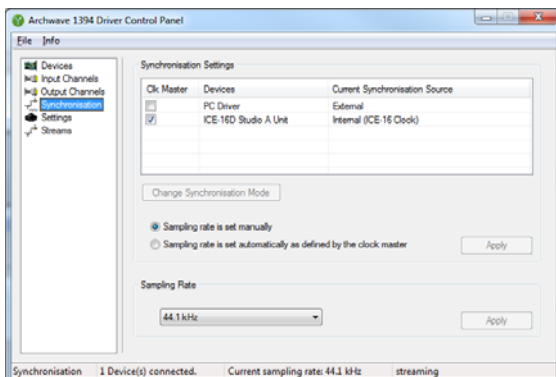 Archwave 1394 Driver Control Panel
File Info
Devices
Input Channels
Output Channels
Synchronisation
Settings
Streams
Synchronisation Settings
Clk Master Devices Current Synchronisation Source
PC Driver External
ICE-16D Studio A Unit Internal (ICE-16 Clock)
Change Synchronisation Mode
Sampling rate is set manually
Sampling rate is set automatically as defined by the clock master
Apply
Sampling Rate
44.1 kHz
Apply
Synchronisation 1 Device(s) connected. Current sampling rate: 44.1 kHz streaming